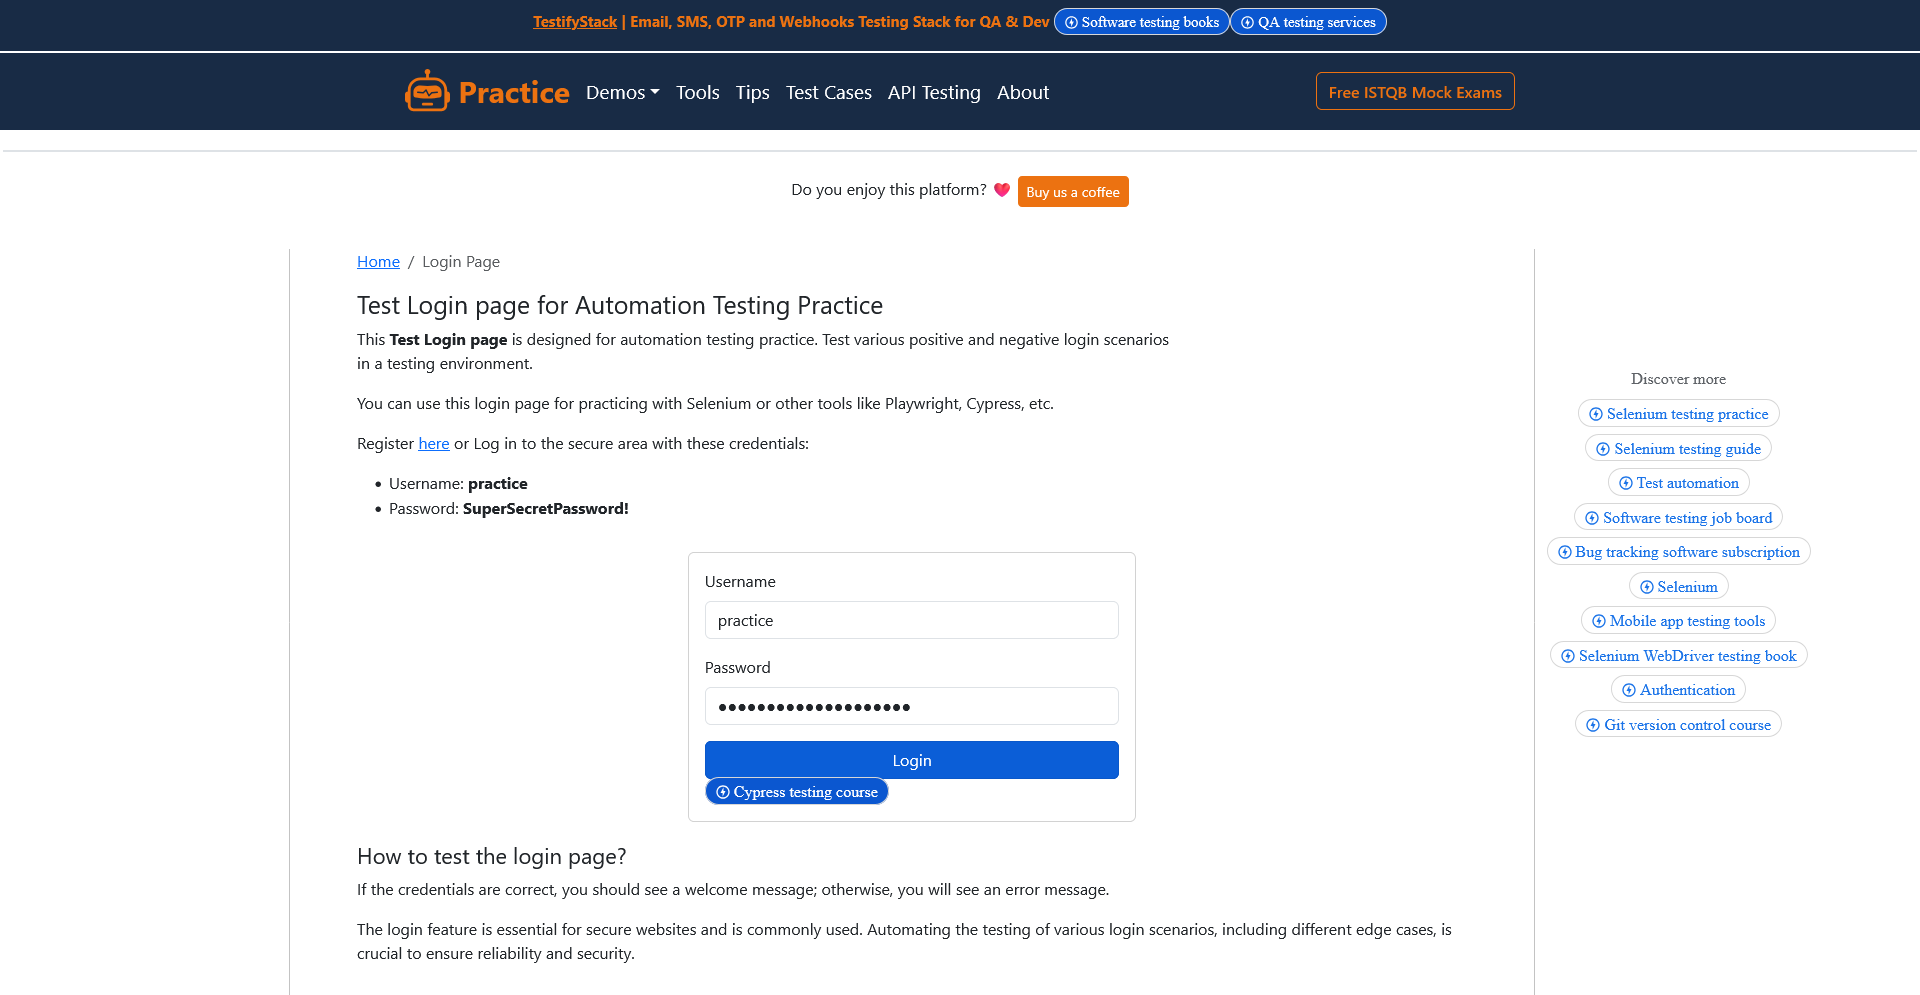 TestifyStack | Email, SMS, OTP and Webhooks Testing Stack for QA & Dev Software testing books QA testing services
Practice Demos Tools Tips Test Cases API Testing About Free ISTQB Mock Exams
Do you enjoy this platform? Buy us a coffee
Home / Login Page
Test Login page for Automation Testing Practice
This Test Login page is designed for automation testing practice. Test various positive and negative login scenarios
in a testing environment.
You can use this login page for practicing with Selenium or other tools like Playwright, Cypress, etc.
Register here or Log in to the secure area with these credentials:
• Username: practice
• Password: SuperSecretPassword!
Username
practice
Password
••••••••••••••••••••
Login
Cypress testing course
How to test the login page?
If the credentials are correct, you should see a welcome message; otherwise, you will see an error message.
The login feature is essential for secure websites and is commonly used. Automating the testing of various login scenarios, including different edge cases, is
crucial to ensure reliability and security.
Discover more
Selenium testing practice
Selenium testing guide
Test automation
Software testing job board
Bug tracking software subscription
Selenium
Mobile app testing tools
Selenium WebDriver testing book
Authentication
Git version control course